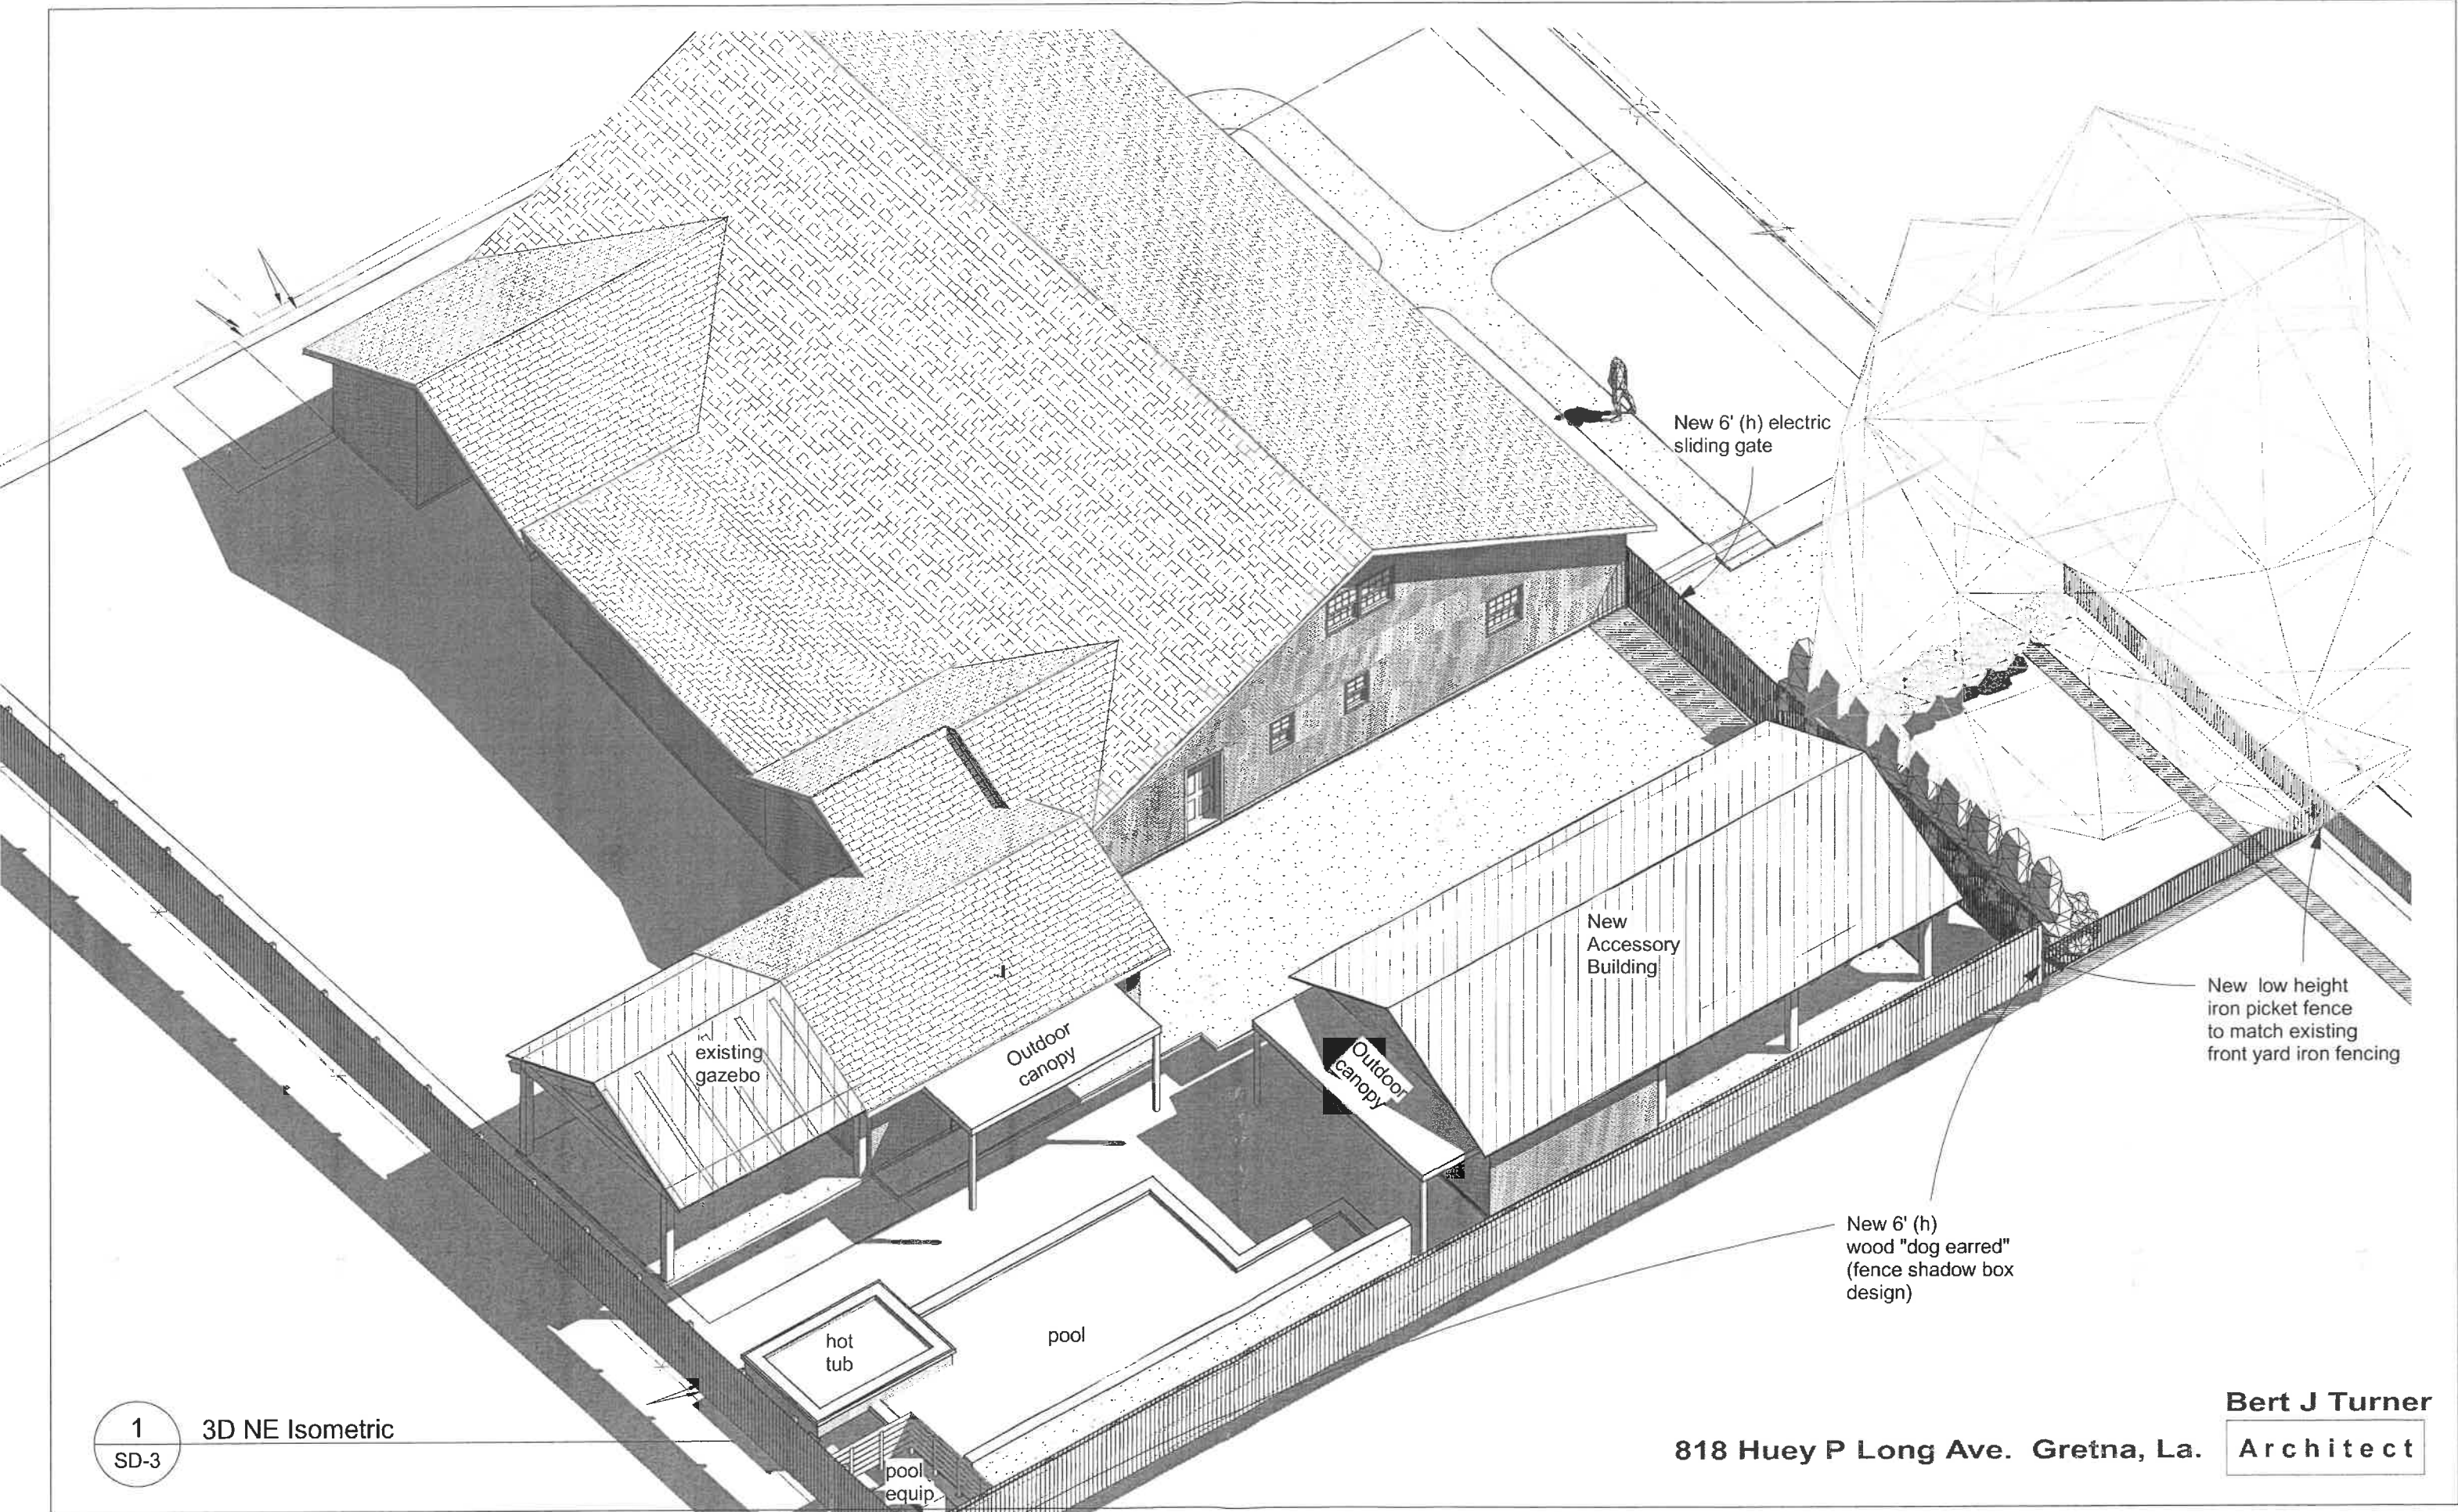 New 6' (h) electric
sliding gate
New
Accessory
Building
New low height
iron picket fence
to match existing
front yard iron fencing
existing
gazebo
Outdoor
canopy
Outdoor
canopy
New 6' (h)
wood "dog earred"
(fence shadow box
design)
hot
tub
pool
pool
equip
1
SD-3
3D NE Isometric
Bert J Turner
Architect
818 Huey P Long Ave. Gretna, La.